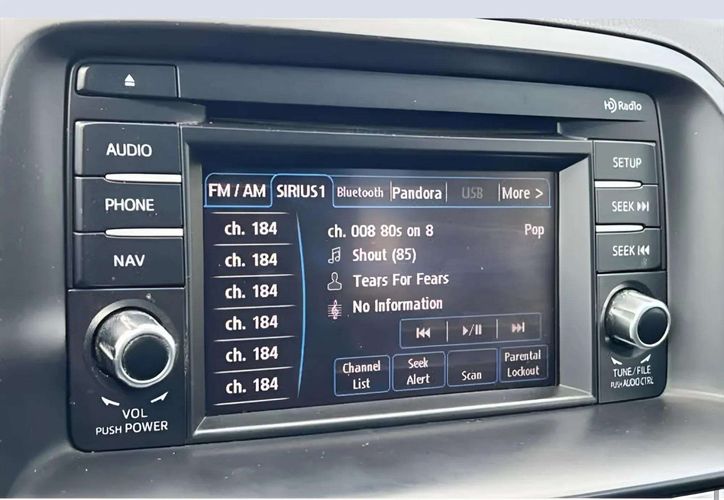 HD Radio
AUDIO
PHONE
NAV
VOL
PUSH POWER
FM / AM SIRIUS1 Bluetooth Pandora USB More >
ch. 184
ch. 184
ch. 184
ch. 184
ch. 184
ch. 184
ch. 008 80s on 8 Pop
Shout (85)
Tears For Fears
No Information
Channel
List
Seek
Alert
Scan
Parental
Lockout
SETUP
SEEK
SEEK
TUNE/FILE
PUSH AUDIO CTRL